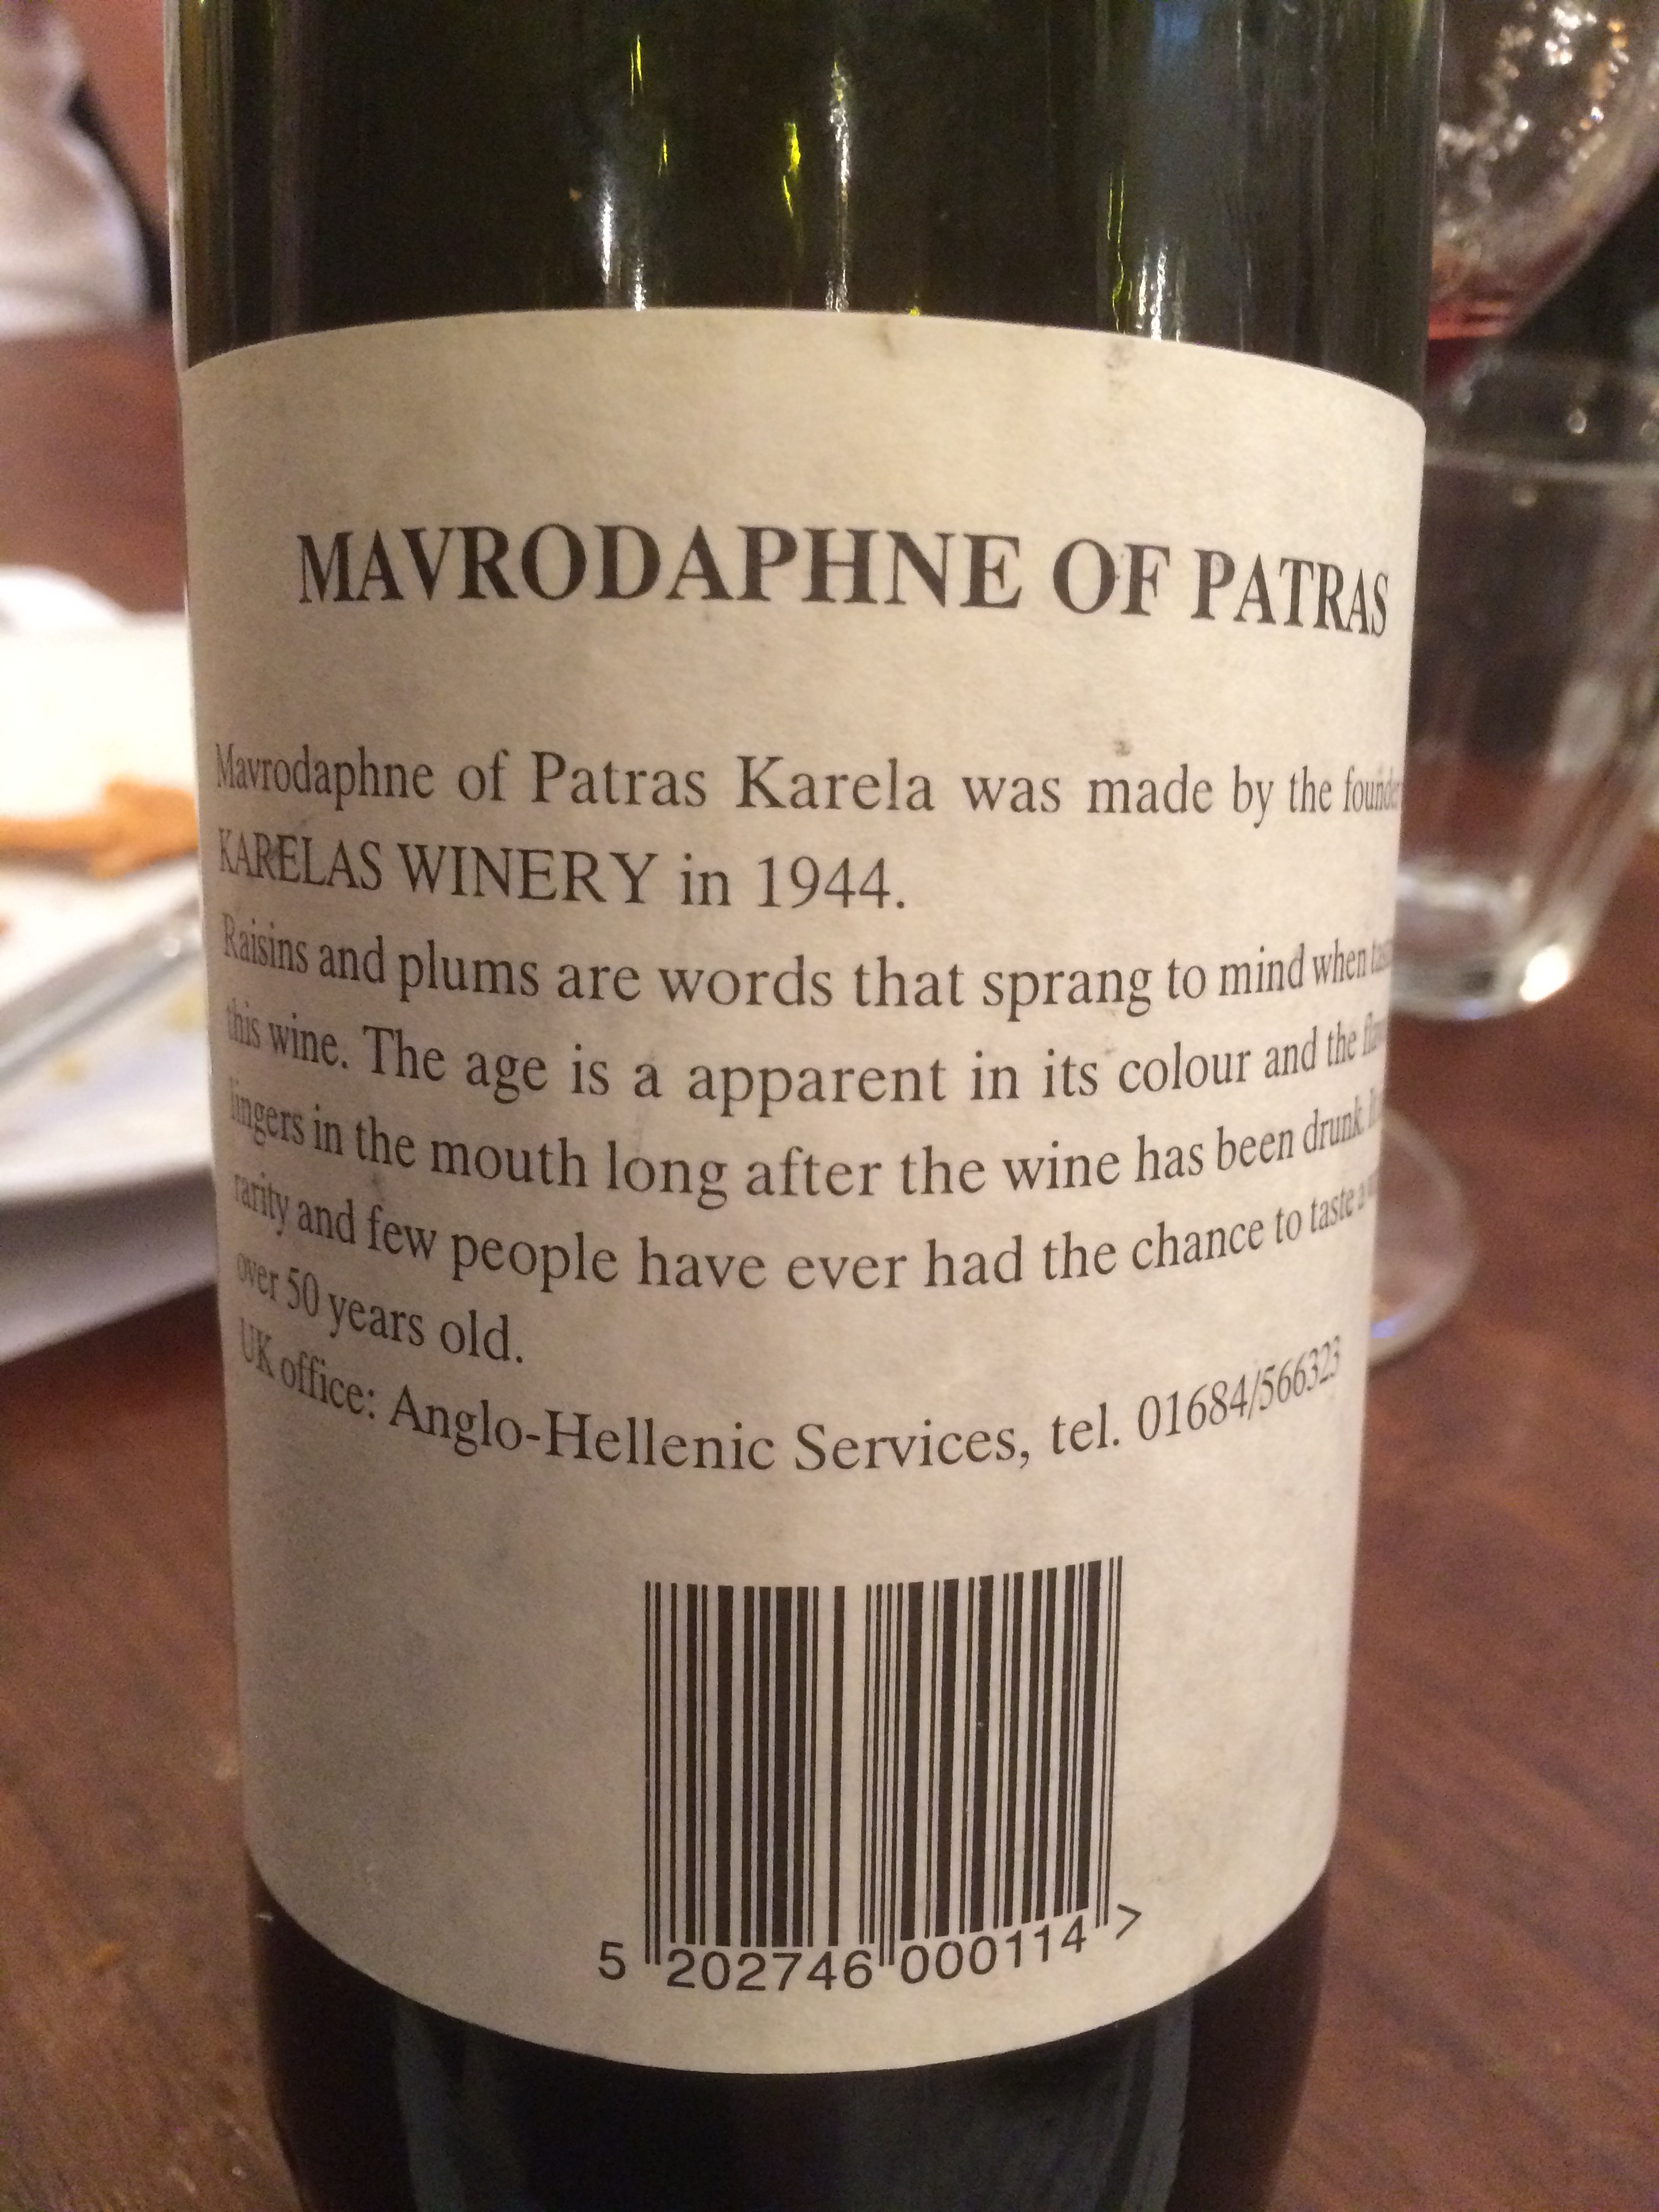 MAVRODAPHNE OF PATRAS
Mavrodaphne of Patras Karela was made by the
KARELAS WINERY in 1944.
Raisins and plums are words that sprang to mind when
this wine. The age is a apparent in its colour and the
lingers in the mouth long after the wine has been drunk.
rarity and few people have ever had the chance to taste a
over 50 years old.
UK office: Anglo-Hellenic Services, tel. 01684/566323
5 202746 000114 >